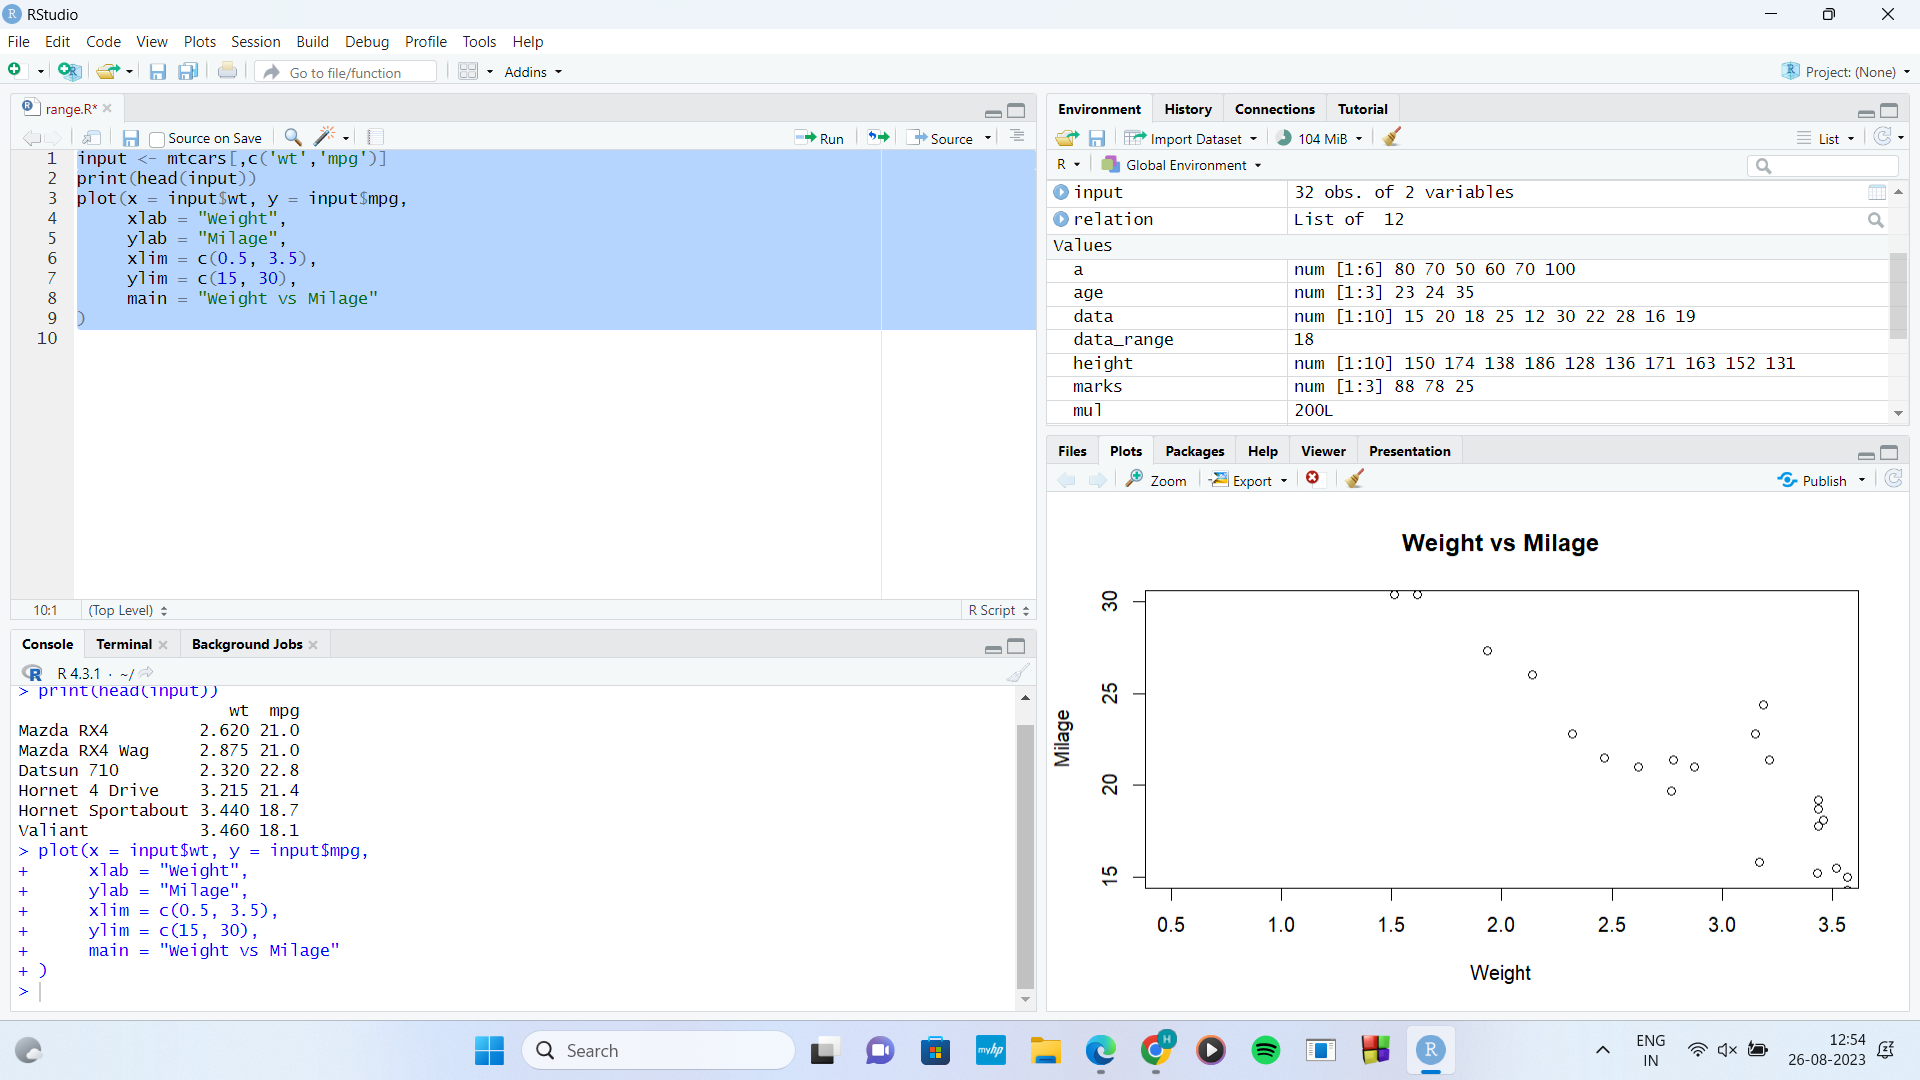 RStudio
File Edit Code View Plots Session Build Debug Profile Tools Help
Go to file/function Addins Project: (None)
range.R*
Source on Save Run Source
1 input <- mtcars[,c('wt','mpg')]
2 print(head(input))
3 plot(x = input$wt, y = input$mpg,
4 xlab = "Weight",
5 ylab = "Milage",
6 xlim = c(0.5, 3.5),
7 ylim = c(15, 30),
8 main = "Weight vs Milage"
9 )
10
10:1 (Top Level) R Script
Console Terminal Background Jobs
R 4.3.1 · ~/
> print(head(input))
wt mpg
Mazda RX4 2.620 21.0
Mazda RX4 Wag 2.875 21.0
Datsun 710 2.320 22.8
Hornet 4 Drive 3.215 21.4
Hornet Sportabout 3.440 18.7
Valiant 3.460 18.1
> plot(x = input$wt, y = input$mpg,
+ xlab = "Weight",
+ ylab = "Milage",
+ xlim = c(0.5, 3.5),
+ ylim = c(15, 30),
+ main = "Weight vs Milage"
+ )
>
Environment History Connections Tutorial
Import Dataset 104 MiB List
R Global Environment
input 32 obs. of 2 variables
relation List of 12
Values
a num [1:6] 80 70 50 60 70 100
age num [1:3] 23 24 35
data num [1:10] 15 20 18 25 12 30 22 28 16 19
data_range 18
height num [1:10] 150 174 138 186 128 136 171 163 152 131
marks num [1:3] 88 78 25
mul 200L
Files Plots Packages Help Viewer Presentation
Zoom Export Publish
Weight vs Milage
30
25
20
15
Milage
0.5 1.0 1.5 2.0 2.5 3.0 3.5
Weight
Search myhp H R ENG 12:54
IN 26-08-2023